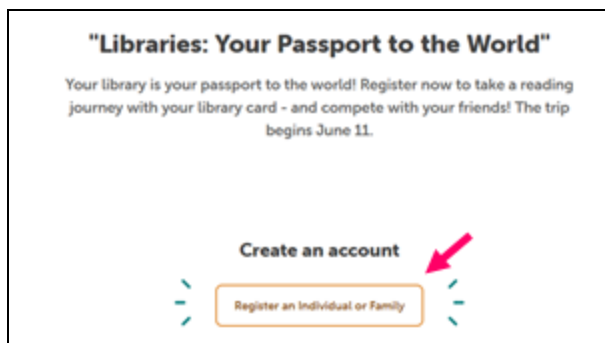 "Libraries: Your Passport to the World"
Your library is your passport to the world! Register now to take a reading
journey with your library card - and compete with your friends! The trip
begins June 11.
Create an account
Register an Individual or Family